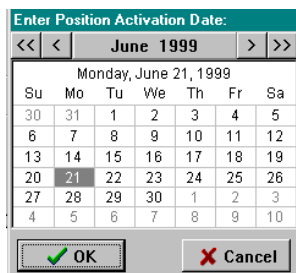 Enter Position Activation Date:
<< < June 1999 > >>
Monday, June 21, 1999
Su Mo Tu We Th Fr Sa
30 31 1 2 3 4 5
6 7 8 9 10 11 12
13 14 15 16 17 18 19
20 21 22 23 24 25 26
27 28 29 30 1 2 3
4 5 6 7 8 9 10
OK Cancel